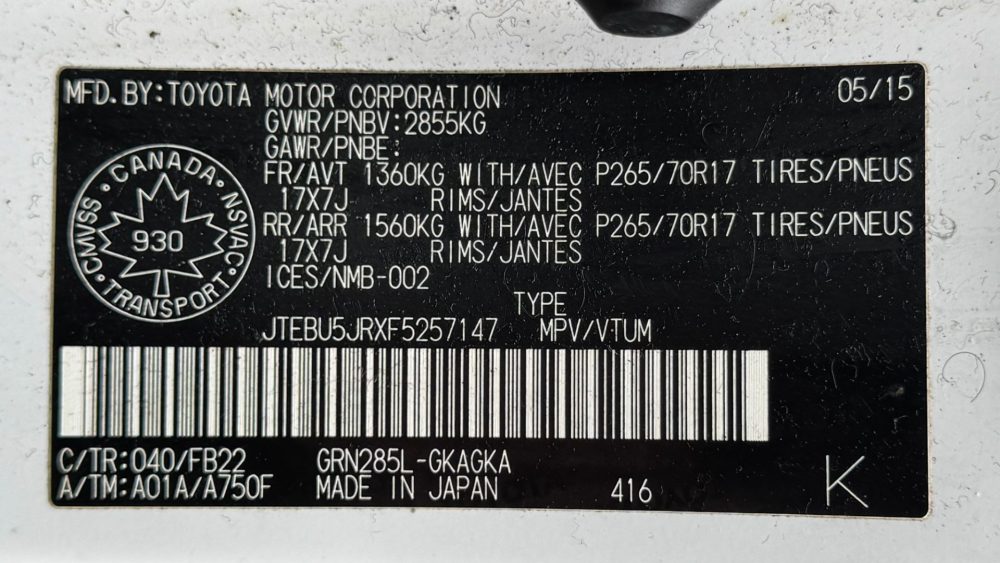 MFD. BY: TOYOTA MOTOR CORPORATION 05/15
GVWR/PNBV: 2855KG
GAWR/PNBE:
FR/AVT 1360KG WITH/AVEC P265/70R17 TIRES/PNEUS
17X7J RIMS/JANTES
RR/ARR 1560KG WITH/AVEC P265/70R17 TIRES/PNEUS
17X7J RIMS/JANTES
ICES/NMB-002
CANADA · NSVAC · TRANSPORT · CMVSS ·
930
TYPE
JTEBU5JRXF5257147 MPV/VTUM
C/TR: 040/FB22 GRN285L-GKAGKA
A/TM: A01A/A750F MADE IN JAPAN 416 K